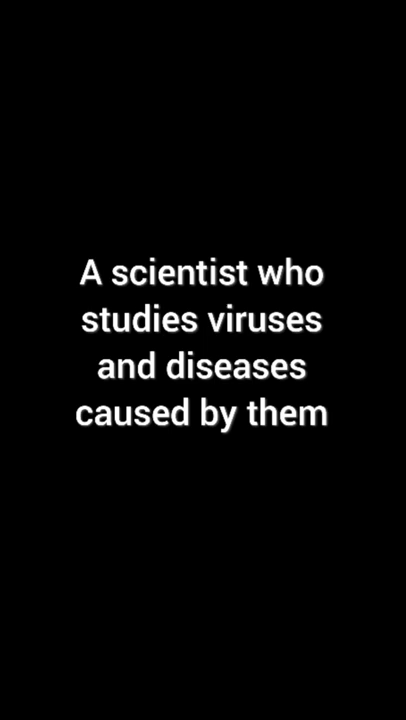 A scientist who
studies viruses
and diseases
caused by them